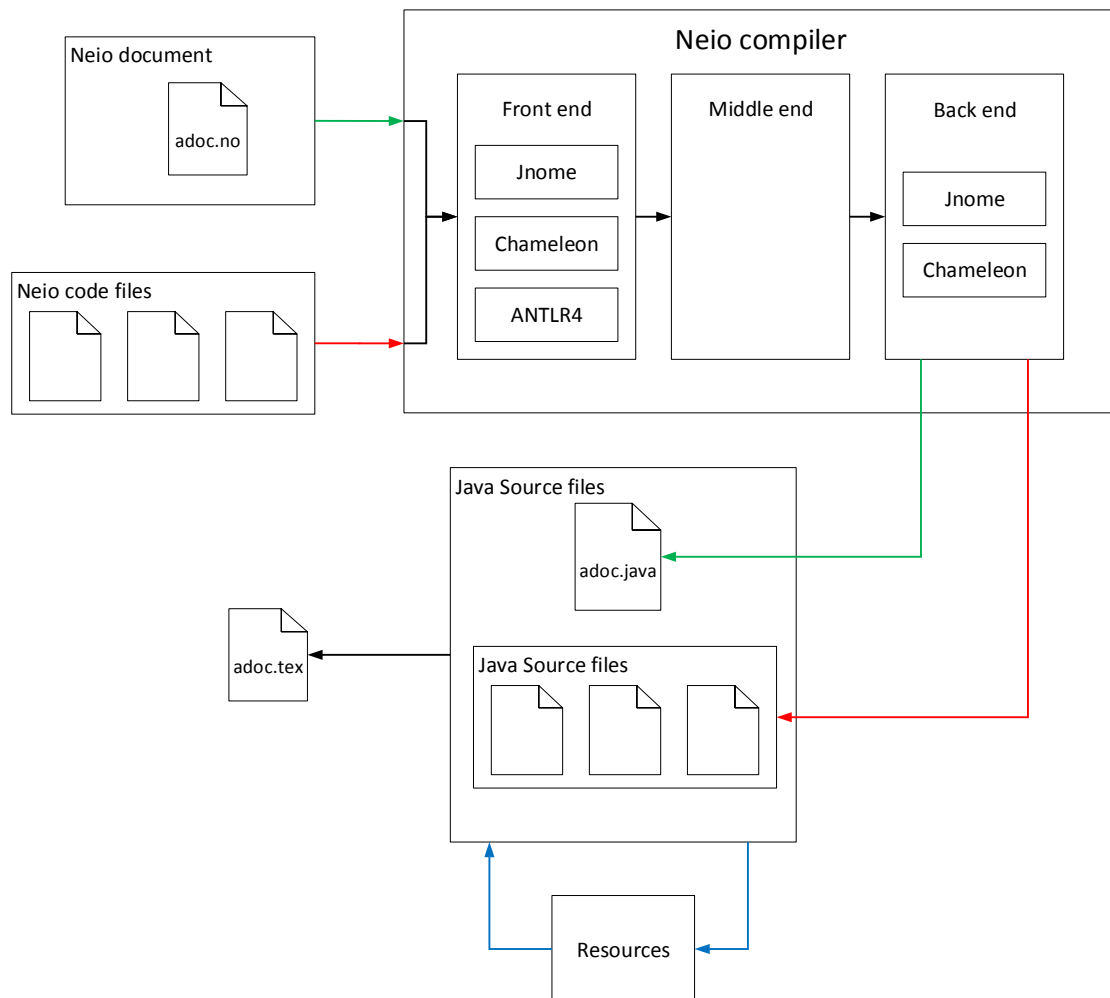 Neio document
adoc.no
Neio code files
Neio compiler
Front end
Jnome
Chameleon
ANTLR4
Middle end
Back end
Jnome
Chameleon
Java Source files
adoc.java
Java Source files
adoc.tex
Resources